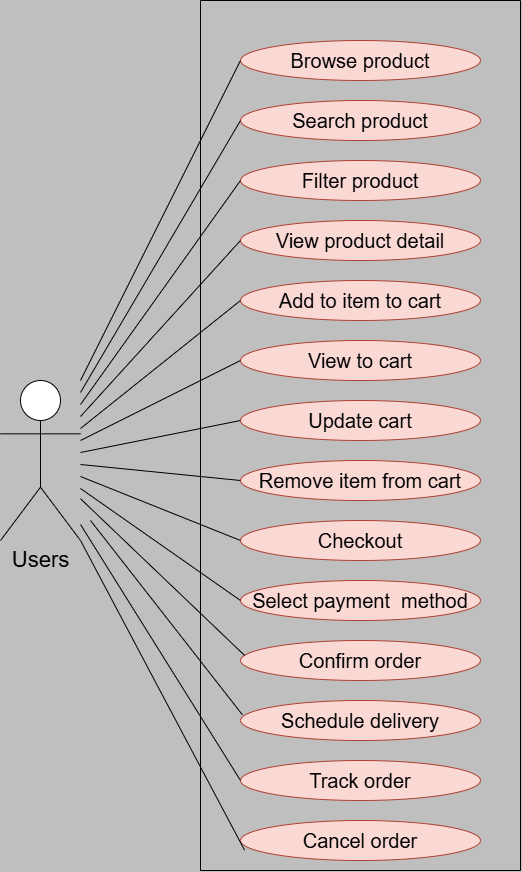 Browse product
Search product
Filter product
View product detail
Add to item to cart
View to cart
Update cart
Remove item from cart
Checkout
Users
Select payment  method
Confirm order
Schedule delivery
Track order
Cancel order